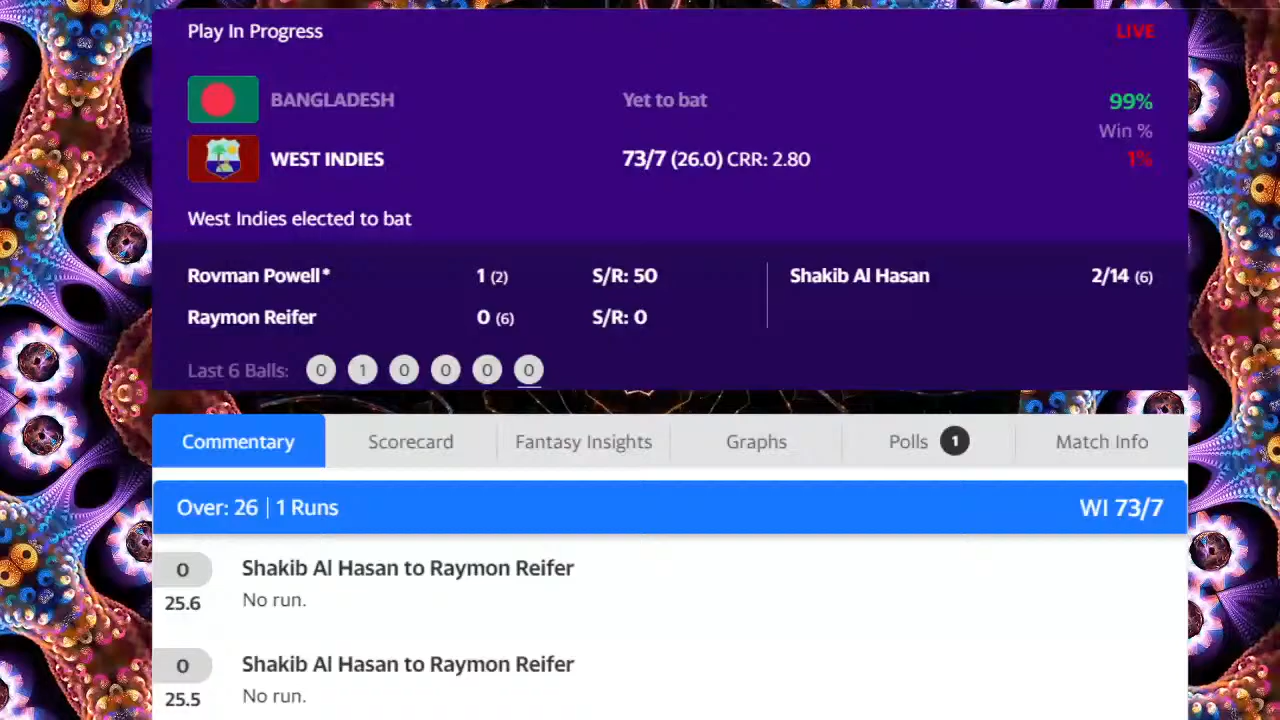 Play In Progress LIVE
BANGLADESH Yet to bat 99%
Win %
WEST INDIES 73/7 (26.0) CRR: 2.80 1%
West Indies elected to bat
Rovman Powell* 1 (2) S/R: 50 Shakib Al Hasan 2/14 (6)
Raymon Reifer 0 (6) S/R: 0
Last 6 Balls: 0 1 0 0 0 0
Commentary Scorecard Fantasy Insights Graphs Polls 1 Match Info
Over: 26 | 1 Runs WI 73/7
0 Shakib Al Hasan to Raymon Reifer
25.6 No run.
0 Shakib Al Hasan to Raymon Reifer
25.5 No run.